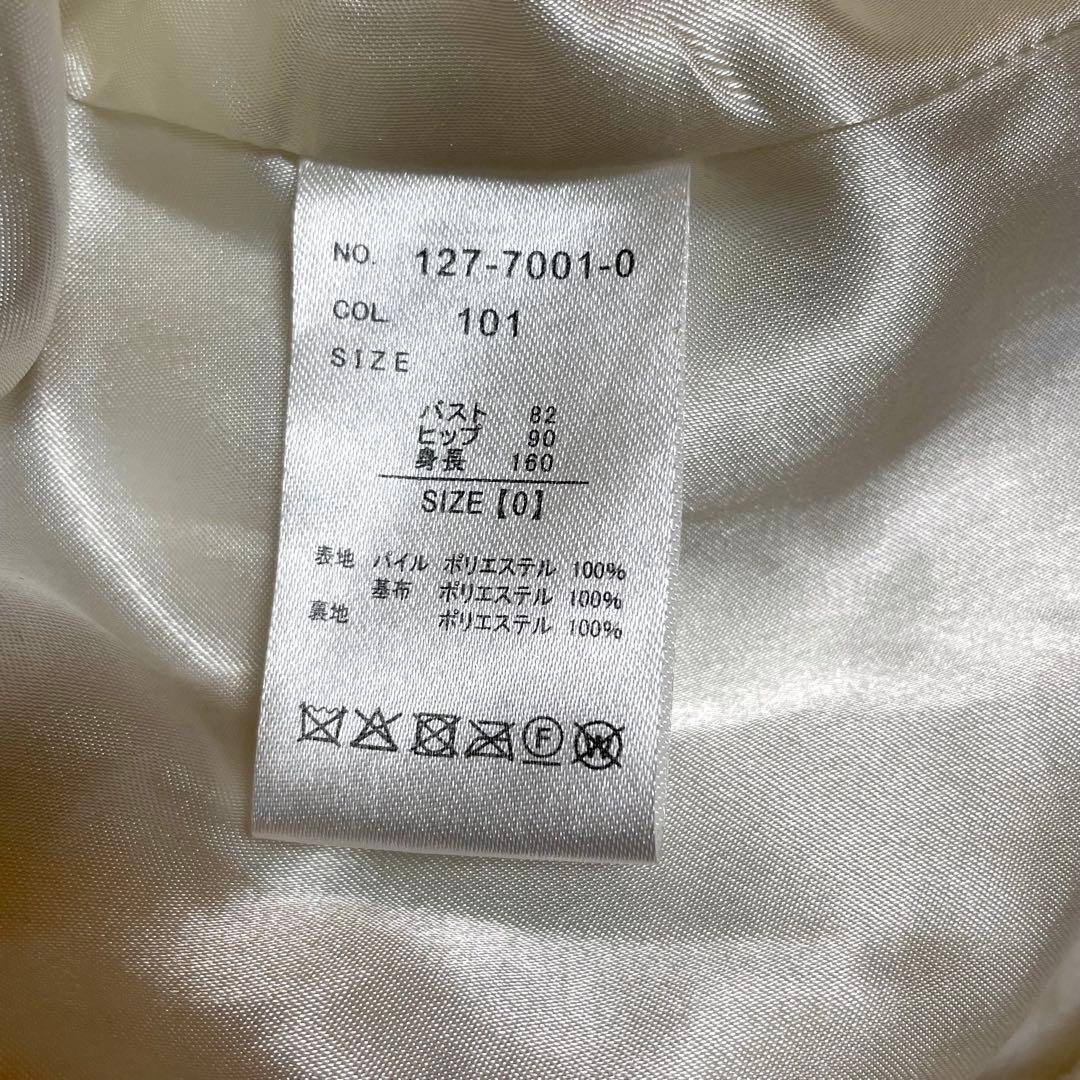 NO. 127-7001-0
COL. 101
SIZE
バスト 82
ヒップ 90
身長 160
SIZE【0】
表地 パイル ポリエステル 100%
基布 ポリエステル 100%
裏地 ポリエステル 100%
F W